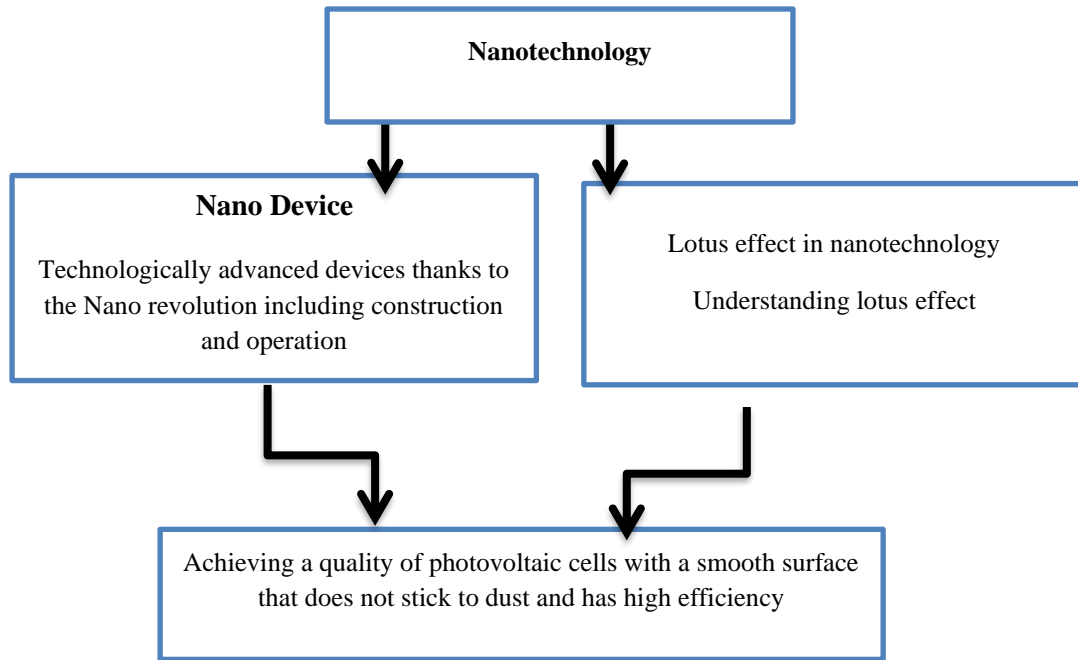 Nanotechnology
Nano Device
Technologically advanced devices thanks to
the Nano revolution including construction
and operation
Lotus effect in nanotechnology
Understanding lotus effect
Achieving a quality of photovoltaic cells with a smooth surface
that does not stick to dust and has high efficiency